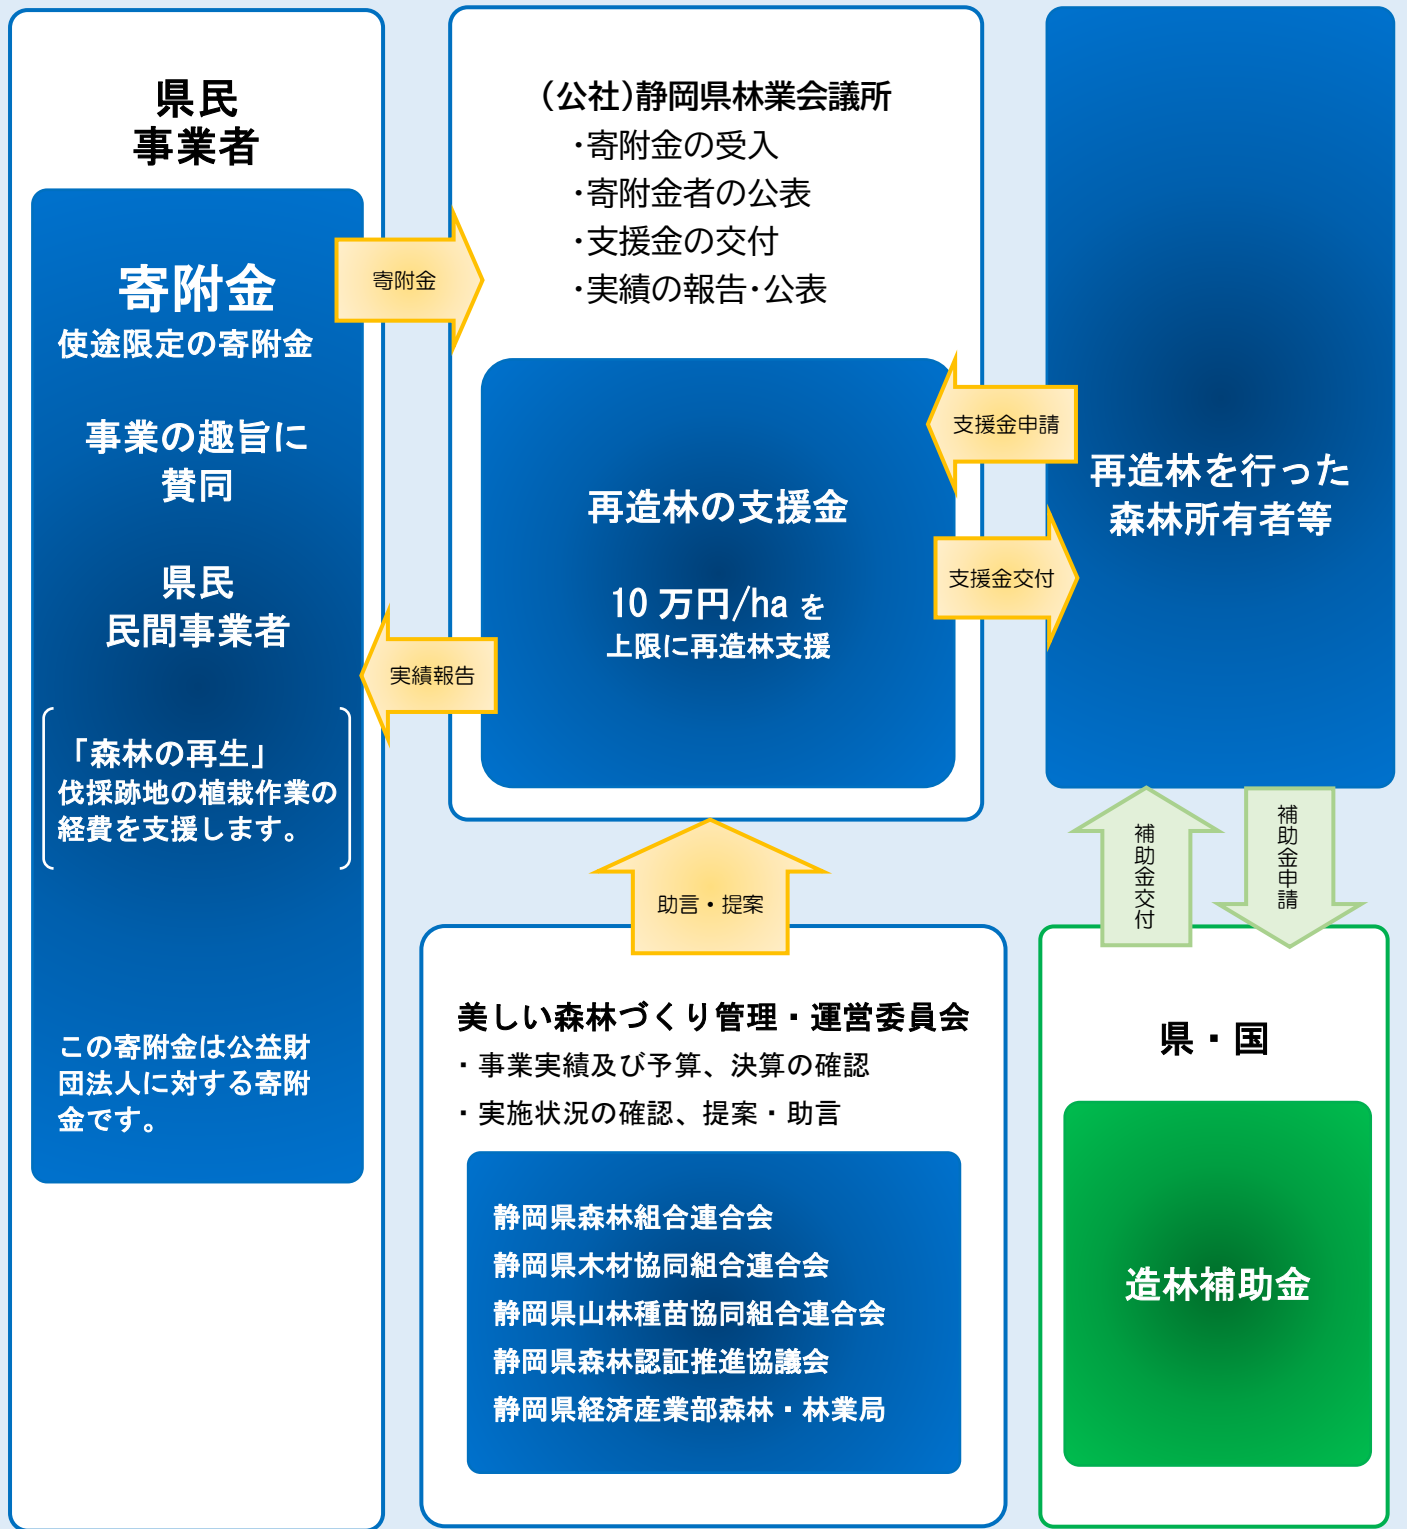 県民
事業者
寄附金
使途限定の寄附金
事業の趣旨に
賛同
県民
民間事業者
「森林の再生」
伐採跡地の植栽作業の
経費を支援します。
この寄附金は公益財
団法人に対する寄附
金です。
寄附金
実績報告
（公社）静岡県林業会議所
・寄附金の受入
・寄附金者の公表
・支援金の交付
・実績の報告・公表
再造林の支援金
10 万円/ha を
上限に再造林支援
支援金申請
支援金交付
再造林を行った
森林所有者等
助言・提案
美しい森林づくり管理・運営委員会
・事業実績及び予算、決算の確認
・実施状況の確認、提案・助言
静岡県森林組合連合会
静岡県木材協同組合連合会
静岡県山林種苗協同組合連合会
静岡県森林認証推進協議会
静岡県経済産業部森林・林業局
補助金交付
補助金申請
県・国
造林補助金